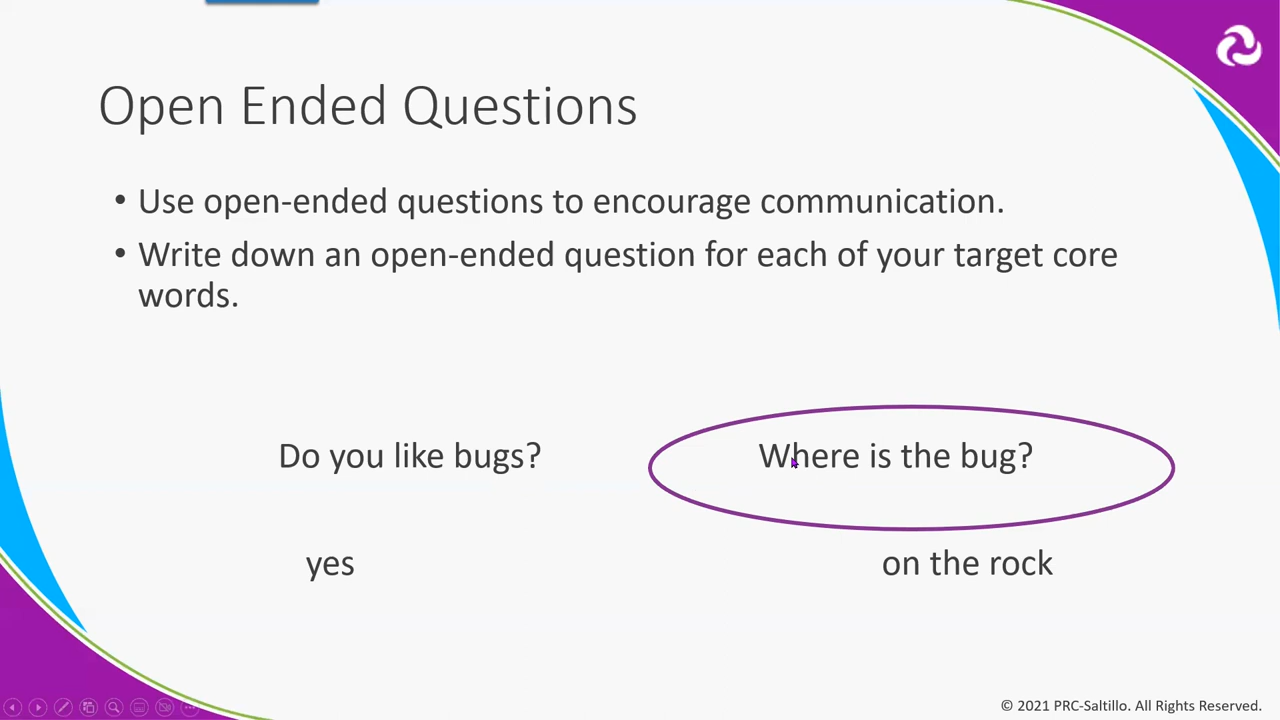 Open Ended Questions
• Use open-ended questions to encourage communication.
• Write down an open-ended question for each of your target core
words.
Do you like bugs?
Where is the bug?
yes
on the rock
© 2021 PRC-Saltillo. All Rights Reserved.